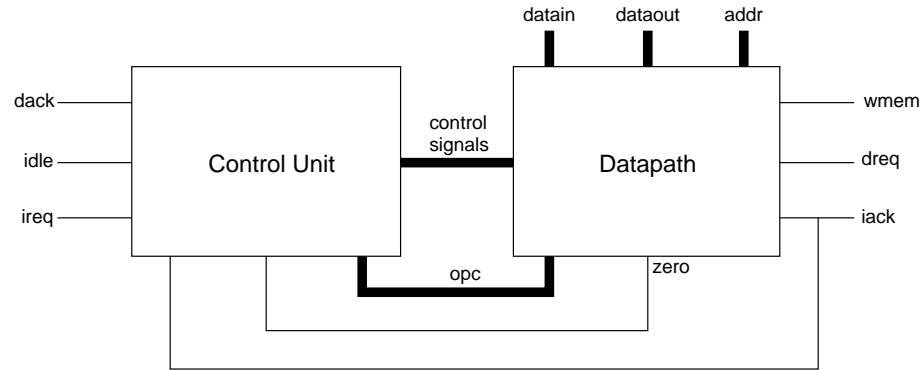 datain
dataout
addr
dack
wmem
control
signals
idle
Control Unit
Datapath
dreq
ireq
iack
opc
zero